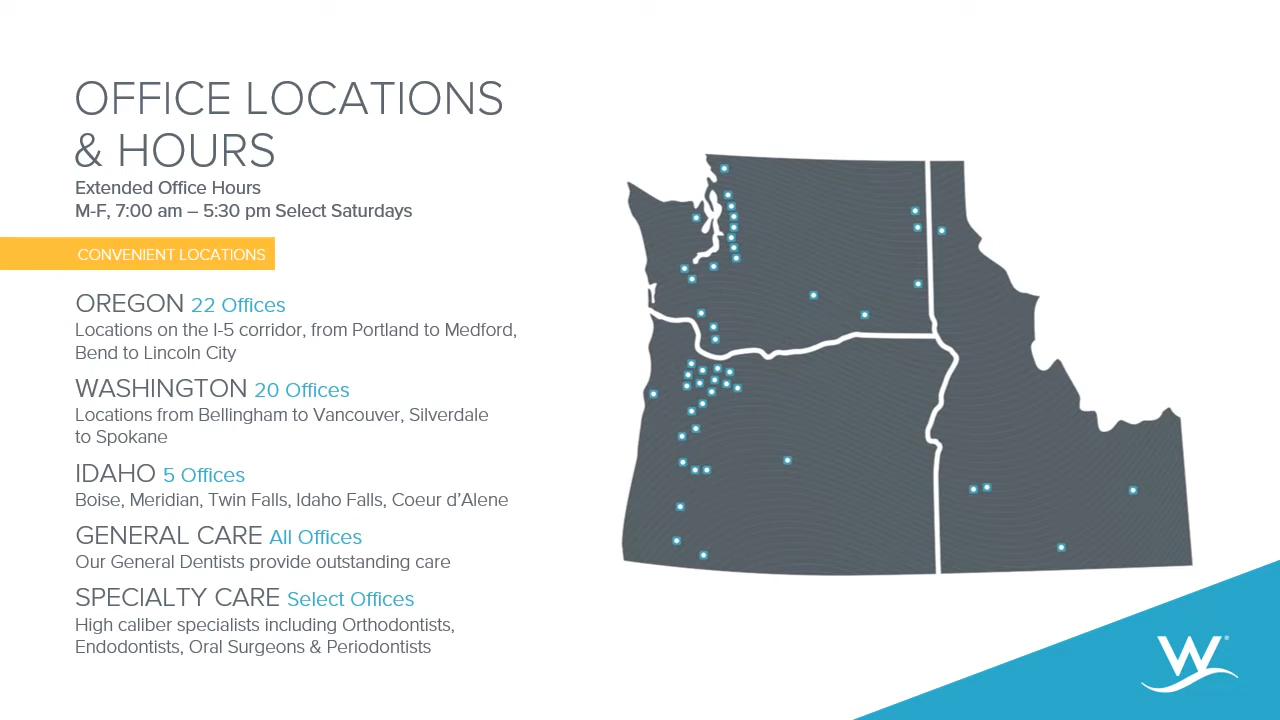 OFFICE LOCATIONS
& HOURS
Extended Office Hours
M-F, 7:00 am – 5:30 pm Select Saturdays
CONVENIENT LOCATIONS
OREGON 22 Offices
Locations on the I-5 corridor, from Portland to Medford,
Bend to Lincoln City
WASHINGTON 20 Offices
Locations from Bellingham to Vancouver, Silverdale
to Spokane
IDAHO 5 Offices
Boise, Meridian, Twin Falls, Idaho Falls, Coeur d’Alene
GENERAL CARE All Offices
Our General Dentists provide outstanding care
SPECIALTY CARE Select Offices
High caliber specialists including Orthodontists,
Endodontists, Oral Surgeons & Periodontists
W®